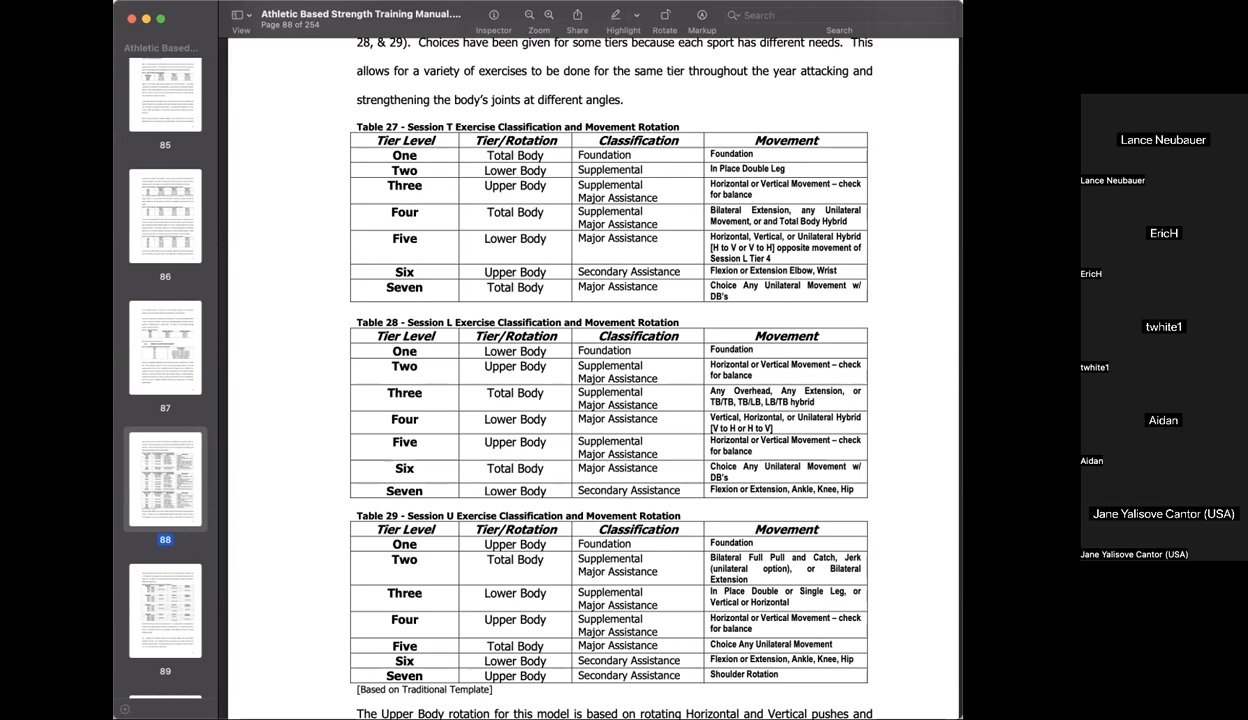 Athletic Based Strength Training Manual....
Page 88 of 254
View
Inspector
Zoom
Share
Highlight
Rotate
Markup
Search
Search
Athletic Based...
85
86
87
88
89
28, & 29). Choices have been given for some tiers because each sport has different needs. This
allows for a variety of exercises to be done for the same tier throughout the year attacking and
strengthening the body's joints at different angles.
Table 27 - Session T Exercise Classification and Movement Rotation
Tier Level Tier/Rotation Classification Movement
One Total Body Foundation Foundation
Two Lower Body Supplemental In Place Double Leg
Three Upper Body Supplemental Horizontal or Vertical Movement – check
Major Assistance for balance
Four Total Body Supplemental Bilateral Extension, any Unilateral
Major Assistance Movement, or and Total Body Hybrid
Five Lower Body Major Assistance Horizontal, Vertical, or Unilateral Hybrid
[H to V or V to H] opposite movement of
Session L Tier 4
Six Upper Body Secondary Assistance Flexion or Extension Elbow, Wrist
Seven Total Body Major Assistance Choice Any Unilateral Movement w/
DB's
Table 28 - Session L Exercise Classification and Movement Rotation
Tier Level Tier/Rotation Classification Movement
One Lower Body Foundation Foundation
Two Upper Body Supplemental Horizontal or Vertical Movement – check
Major Assistance for balance
Three Total Body Supplemental Any Overhead, Any Extension, or
Major Assistance TB/TB, TB/LB, LB/TB hybrid
Four Lower Body Major Assistance Vertical, Horizontal, or Unilateral Hybrid
[V to H or H to V]
Five Upper Body Supplemental Horizontal or Vertical Movement – check
Major Assistance for balance
Six Total Body Major Assistance Choice Any Unilateral Movement w/
DB's
Seven Lower Body Secondary Assistance Flexion or Extension, Ankle, Knee, Hip
Table 29 - Session U Exercise Classification and Movement Rotation
Tier Level Tier/Rotation Classification Movement
One Upper Body Foundation Foundation
Two Total Body Supplemental Bilateral Full Pull and Catch, Jerk
Major Assistance (unilateral option), or Bilateral
Extension
Three Lower Body Supplemental In Place Double or Single Leg, or
Major Assistance Vertical or Horizontal
Four Upper Body Supplemental Horizontal or Vertical Movement – check
Major Assistance for balance
Five Total Body Major Assistance Choice Any Unilateral Movement
Six Lower Body Secondary Assistance Flexion or Extension, Ankle, Knee, Hip
Seven Upper Body Secondary Assistance Shoulder Rotation
[Based on Traditional Template]
The Upper Body rotation for this model is based on rotating Horizontal and Vertical pushes and
Lance Neubauer
Lance Neubauer
EricH
EricH
twhite1
twhite1
Aidan
Aidan
Jane Yalisove Cantor (USA)
Jane Yalisove Cantor (USA)